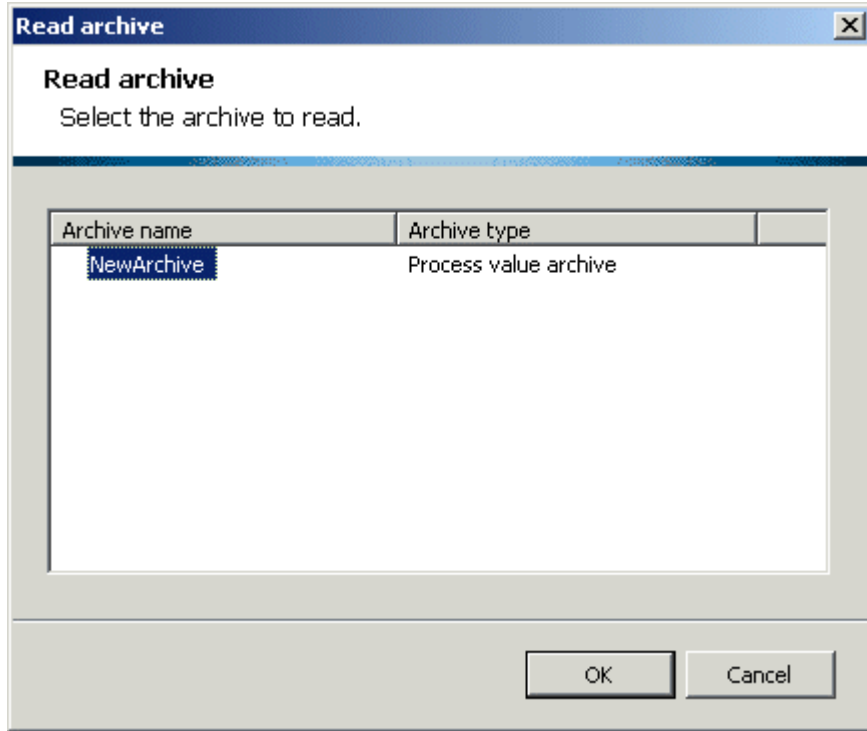 Read archive
Read archive
Select the archive to read.
Archive name Archive type
NewArchive Process value archive
OK Cancel